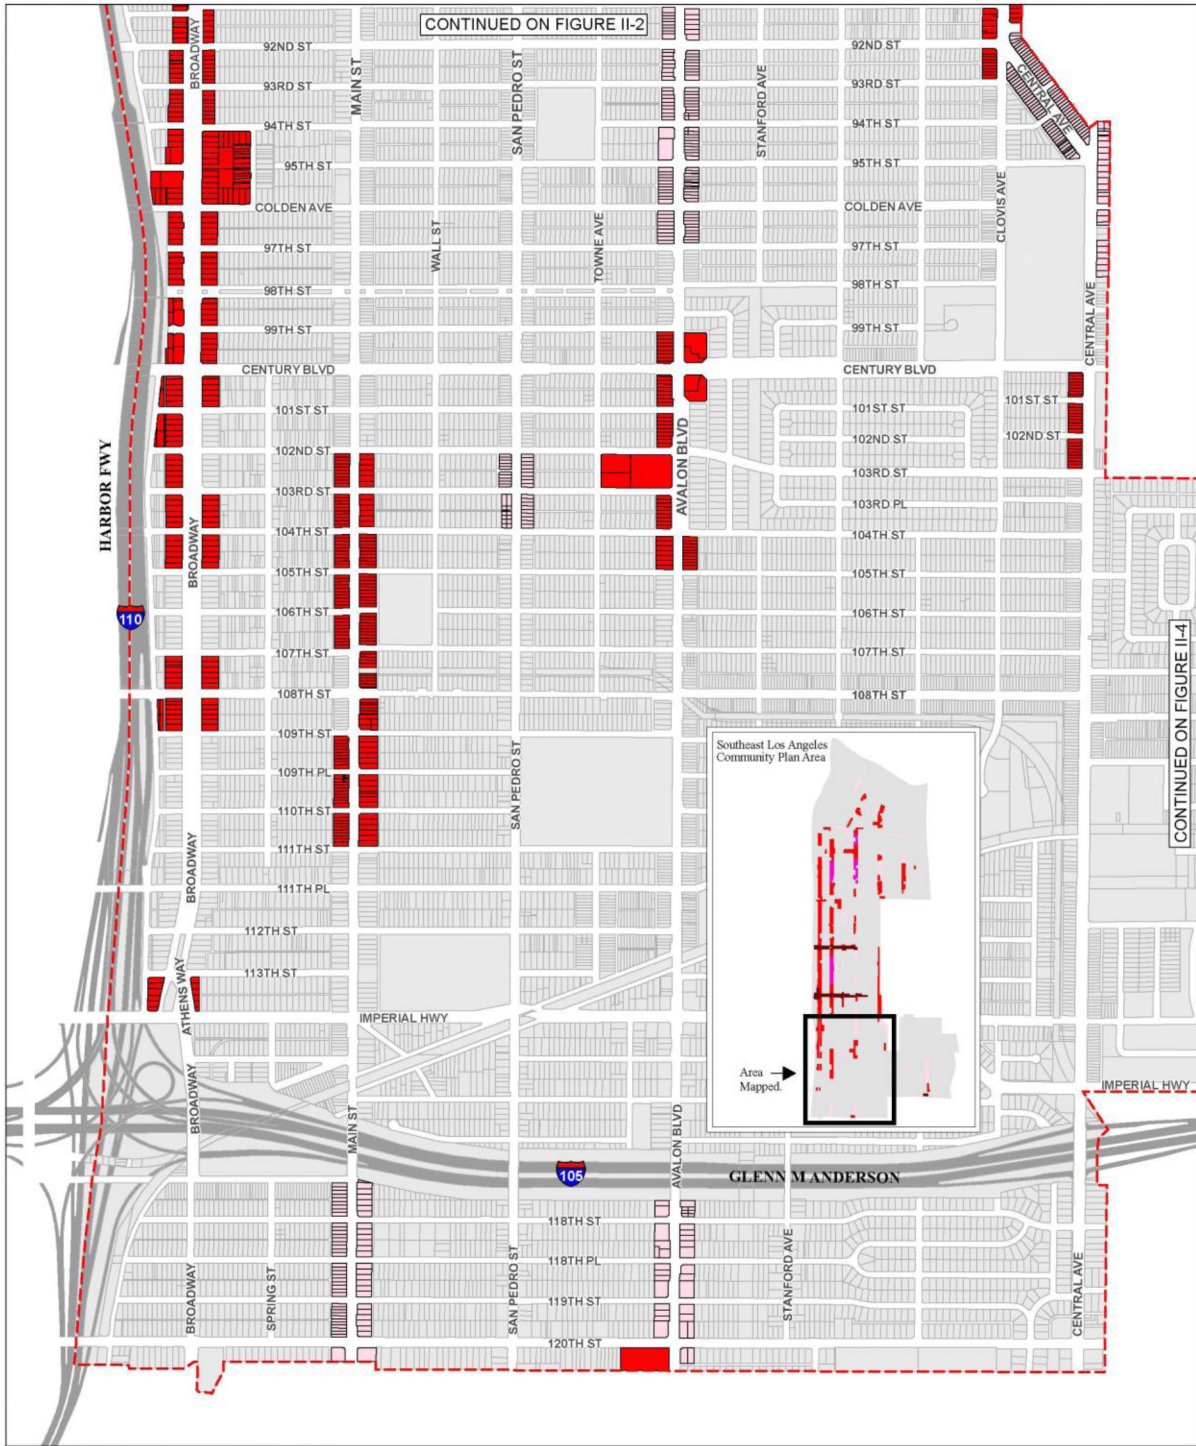 CONTINUED ON FIGURE II-2
92ND ST
92ND ST
BROADWAY
MAIN ST
SAN PEDRO ST
STANFORD AVE
CENTRAL AVE
93RD ST
93RD ST
94TH ST
94TH ST
95TH ST
95TH ST
COLDEN AVE
COLDEN AVE
CLOVIS AVE
WALL ST
TOWNE AVE
97TH ST
97TH ST
98TH ST
98TH ST
99TH ST
99TH ST
CENTRAL AVE
CENTURY BLVD
CENTURY BLVD
101ST ST
101ST ST
101ST ST
102ND ST
102ND ST
102ND ST
HARBOR FWY
AVALON BLVD
103RD ST
103RD ST
103RD PL
104TH ST
104TH ST
BROADWAY
105TH ST
105TH ST
106TH ST
106TH ST
110
107TH ST
107TH ST
108TH ST
108TH ST
CONTINUED ON FIGURE II-4
109TH ST
109TH PL
SAN PEDRO ST
110TH ST
111TH ST
BROADWAY
111TH PL
112TH ST
113TH ST
ATHENS WAY
IMPERIAL HWY
Southeast Los Angeles
Community Plan Area
Area
Mapped.
IMPERIAL HWY
BROADWAY
MAIN ST
AVALON BLVD
105
GLENN M ANDERSON
118TH ST
118TH PL
119TH ST
120TH ST
BROADWAY
SPRING ST
SAN PEDRO ST
STANFORD AVE
CENTRAL AVE